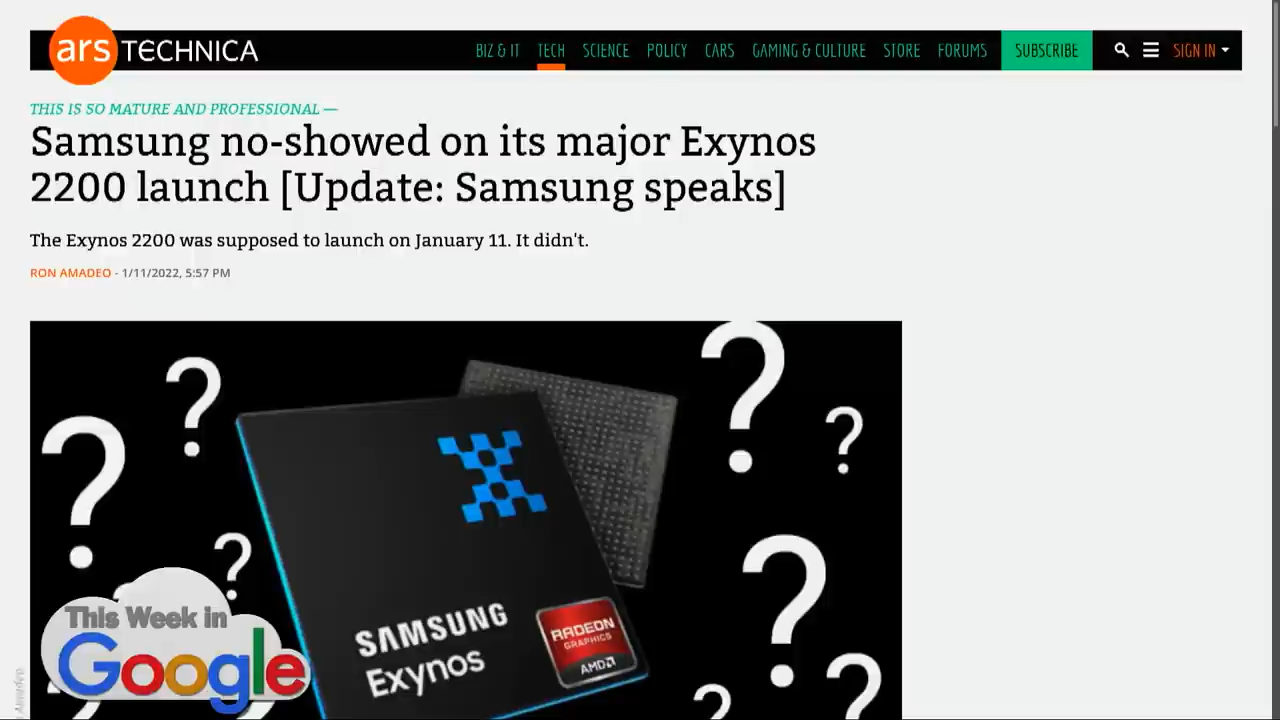 ars TECHNICA
BIZ & IT TECH SCIENCE POLICY CARS GAMING & CULTURE STORE FORUMS SUBSCRIBE SIGN IN
THIS IS SO MATURE AND PROFESSIONAL —
Samsung no-showed on its major Exynos
2200 launch [Update: Samsung speaks]
The Exynos 2200 was supposed to launch on January 11. It didn't.
RON AMADEO - 1/11/2022, 5:57 PM
? ? ? ? ? ? ? ? ?
SAMSUNG
Exynos
RADEON
GRAPHICS
AMD
This Week in
Google